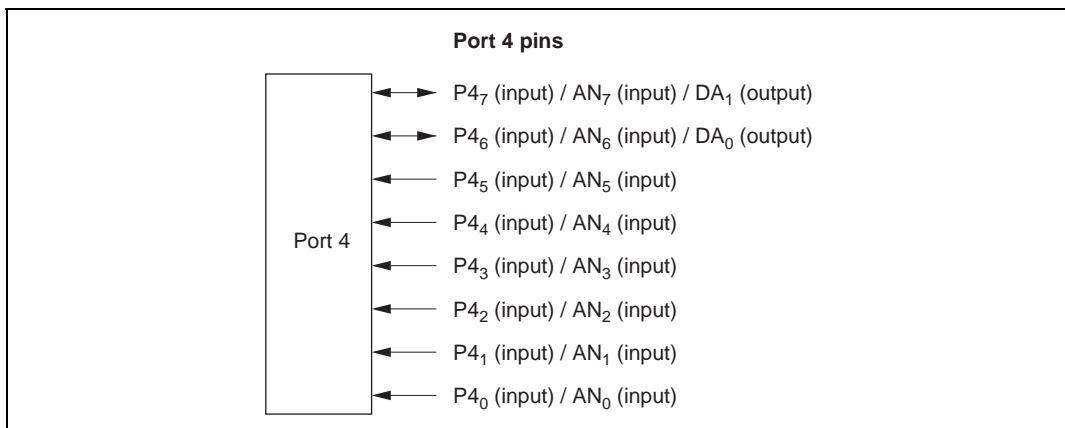 Port 4 pins
P4₇ (input) / AN₇ (input) / DA₁ (output)
P4₆ (input) / AN₆ (input) / DA₀ (output)
P4₅ (input) / AN₅ (input)
P4₄ (input) / AN₄ (input)
Port 4
P4₃ (input) / AN₃ (input)
P4₂ (input) / AN₂ (input)
P4₁ (input) / AN₁ (input)
P4₀ (input) / AN₀ (input)